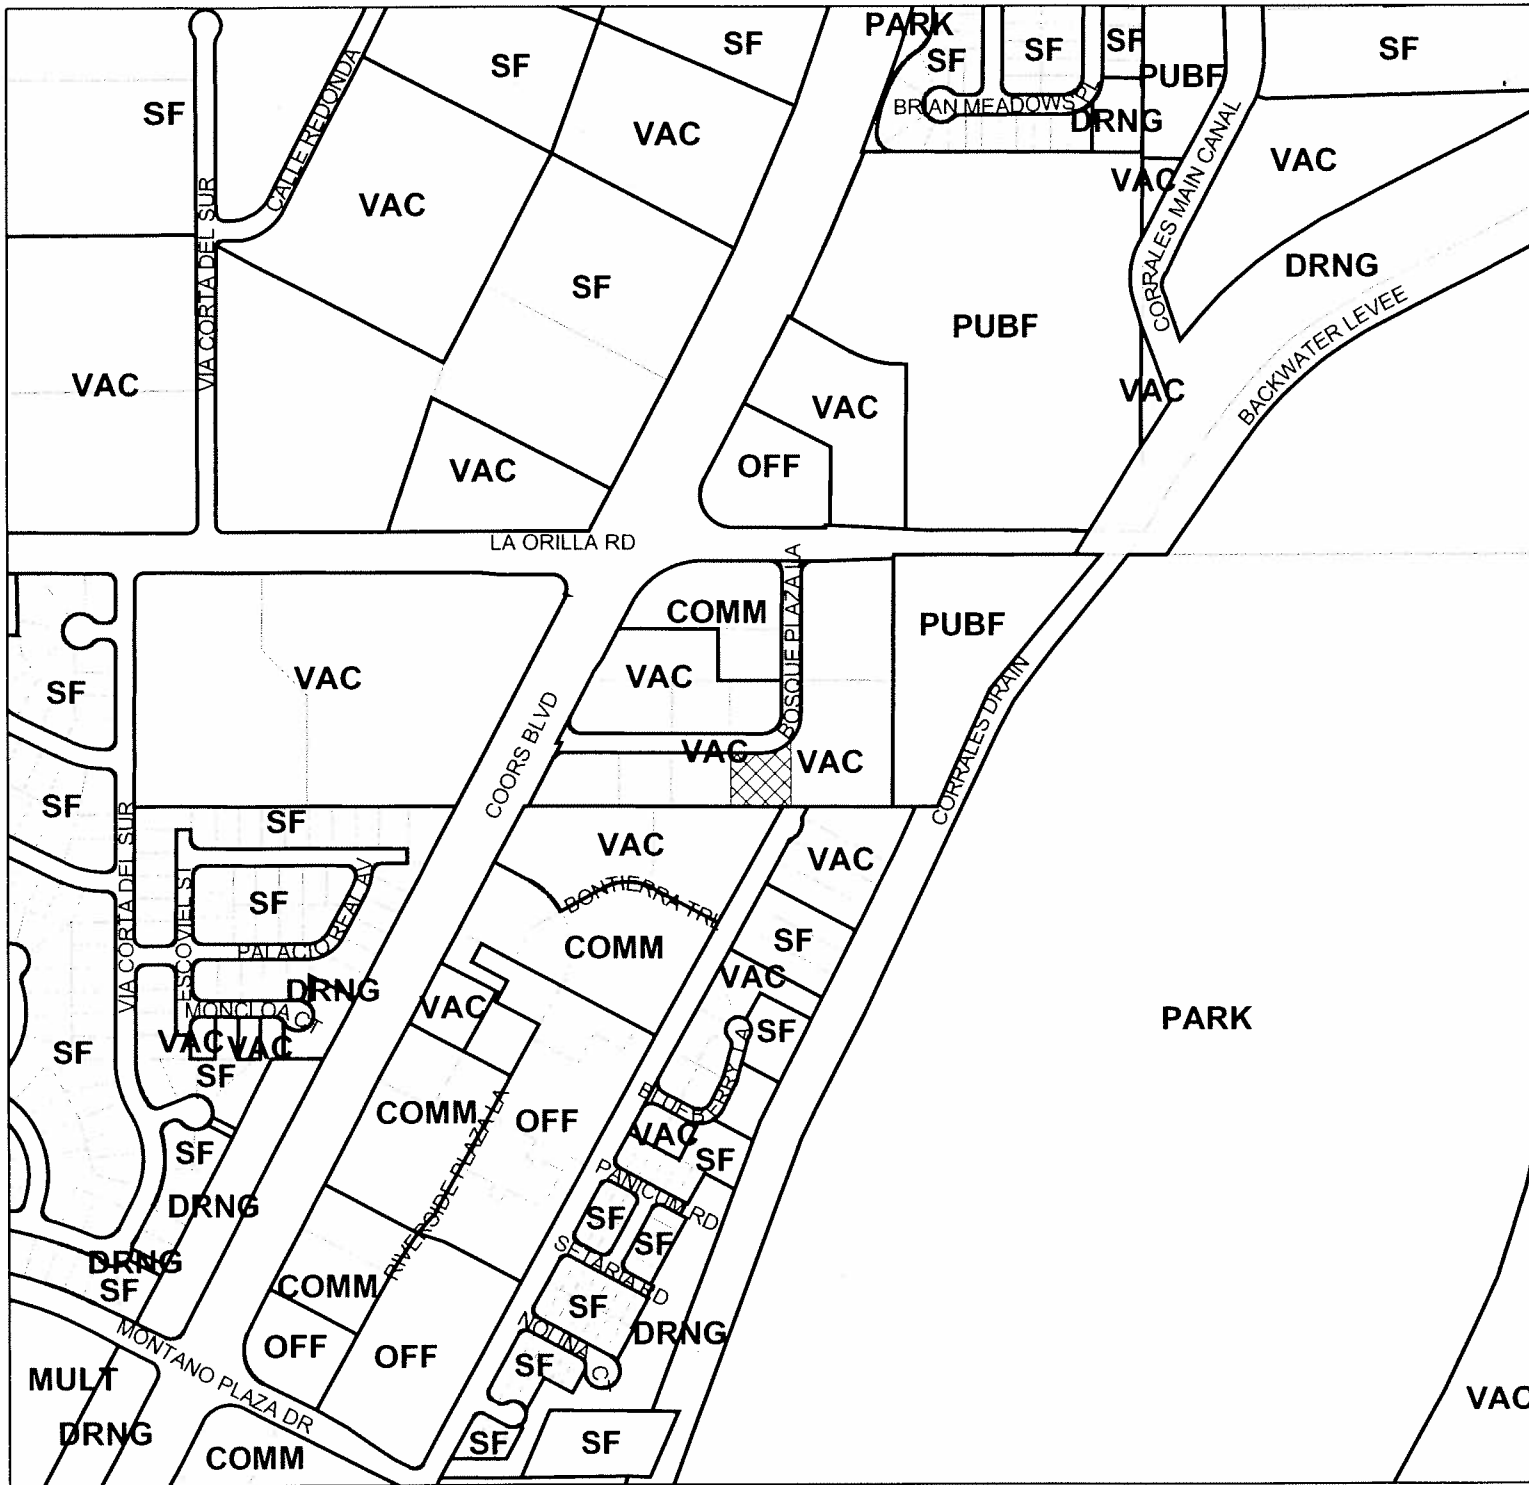 PARK
SF
SF
SF
SF
SF
SF
PUBF
BRIAN MEADOWS PL
DRNG
SF
VAC
CALLE REDONDA
VAC
VAC
CORRALES MAIN CANAL
VAC
VIA CORTA DEL SUR
DRNG
SF
PUBF
BACKWATER LEVEE
VAC
VAC
VAC
OFF
VAC
LA ORILLA RD
BOSQUE PLAZA LA
COMM
PUBF
VAC
VAC
SF
CORRALES DRAIN
COORS BLVD
VAC
VAC
SF
SF
VIA CORTA DEL SUR
VAC
VAC
SF
ESCOVIEL ST
PALACIO REAL AV
BONTIERRA TRL
COMM
SF
VAC
DRNG
VAC
MONCLOA CT
PARK
SF
VAC
VAC
SF
SF
BLUEBERRY LA
COMM
OFF
VAC
RIVERSIDE PLAZA LA
SF
SF
PANICUM RD
DRNG
SF
SF
SETARIA RD
DRNG
SF
COMM
SF
NOLINA CT
DRNG
MONTANO PLAZA DR
OFF
OFF
SF
MULT
VAC
DRNG
COMM
SF
SF